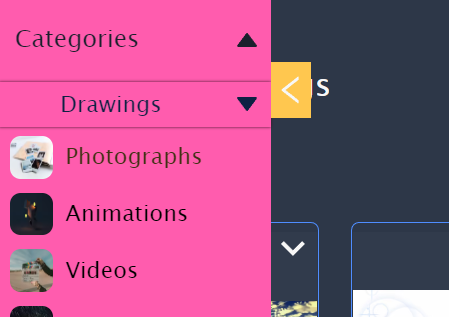 Categories
Drawings
Photographs
Animations
Videos